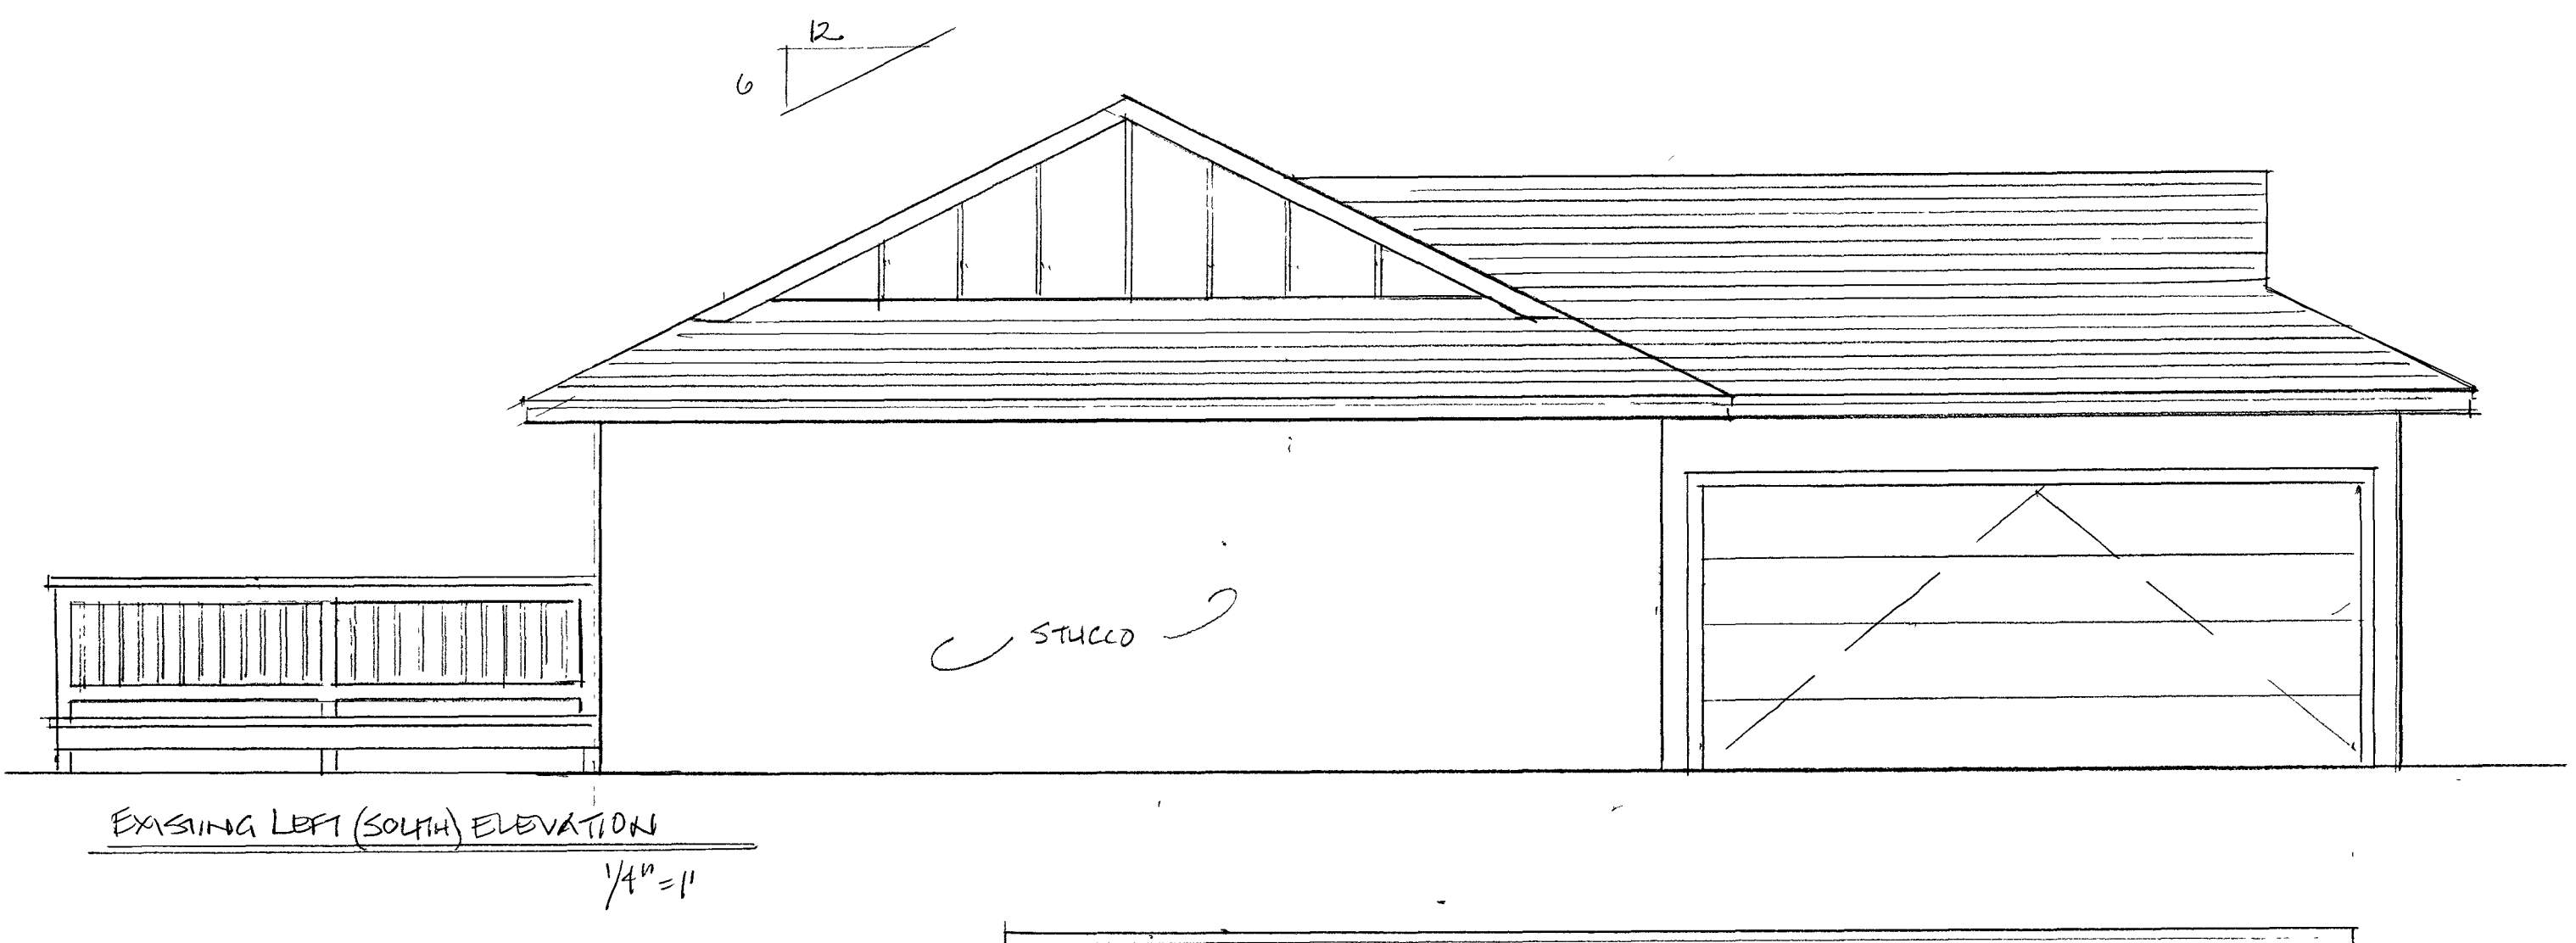 12
6
STUCCO
EXISTING LEFT (SOUTH) ELEVATION
1/4" = 1'